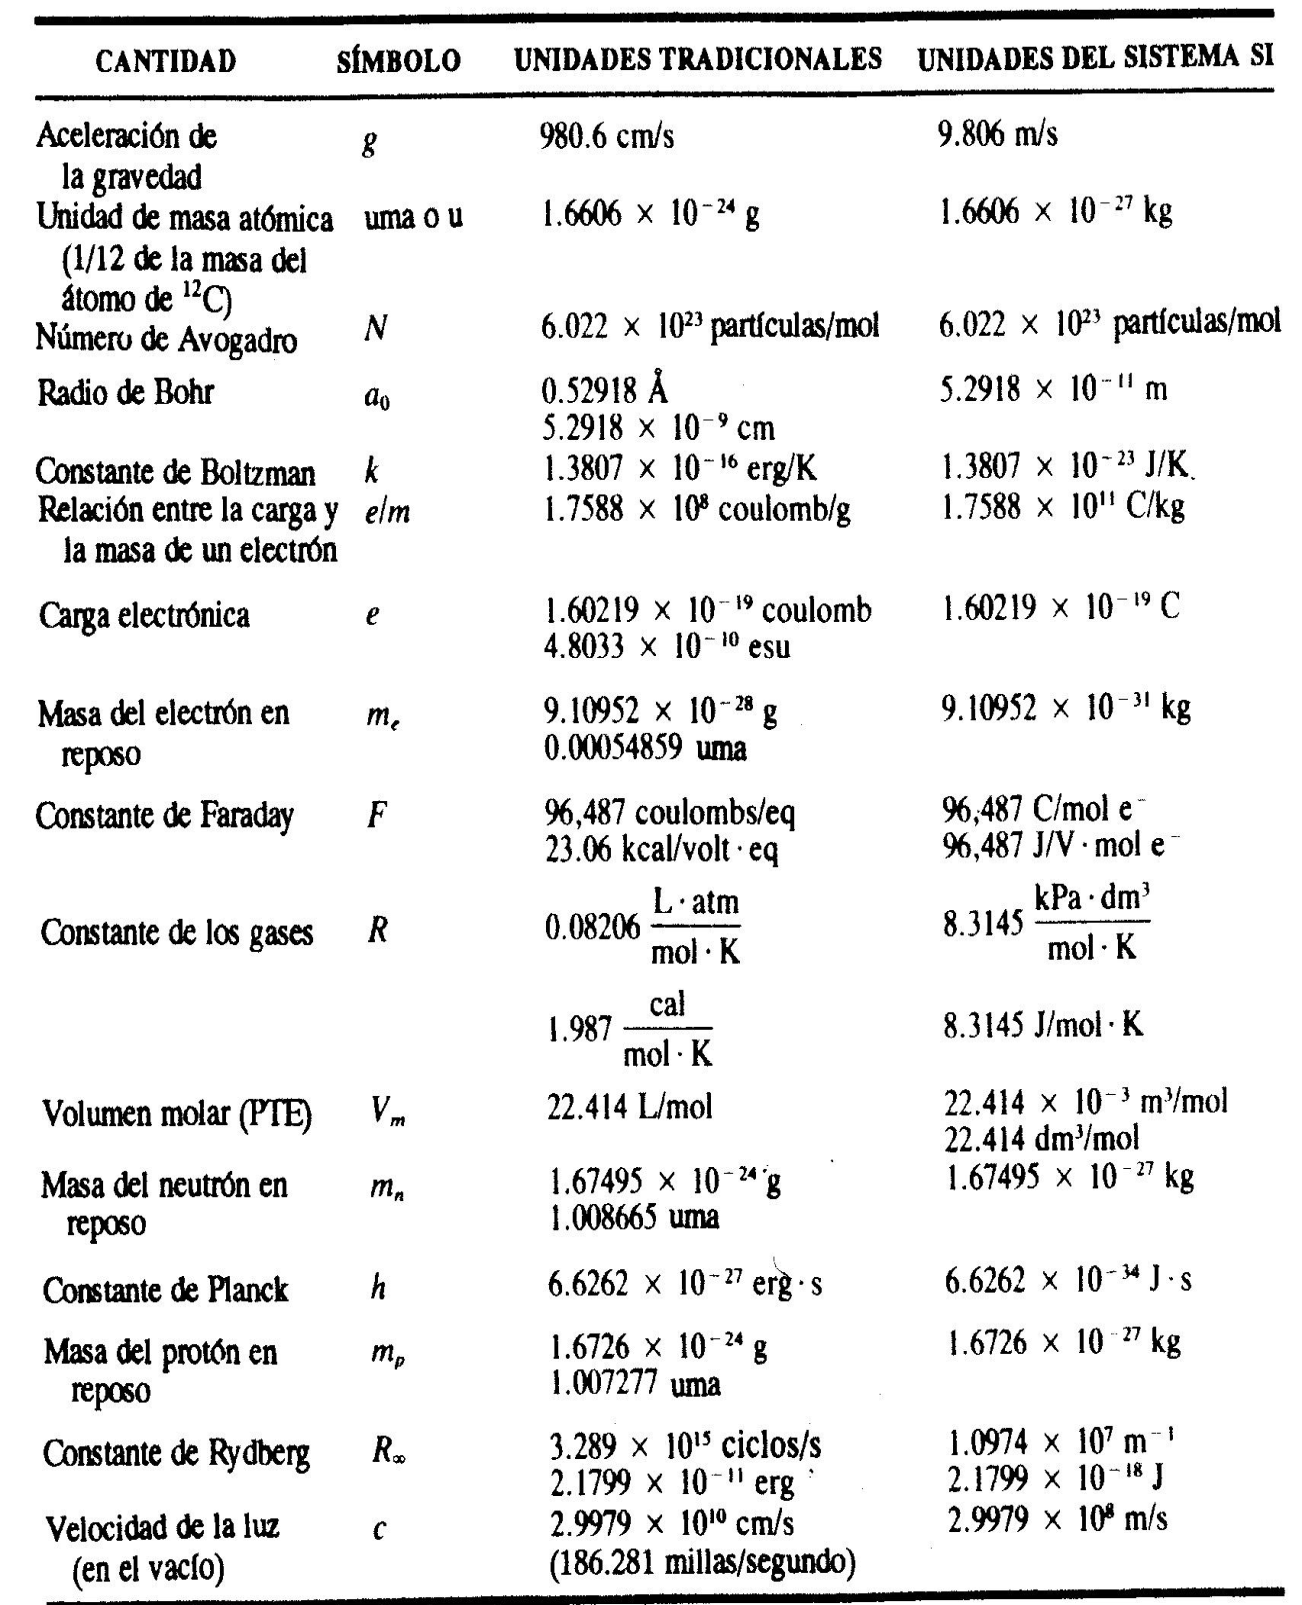 CANTIDAD SÍMBOLO UNIDADES TRADICIONALES UNIDADES DEL SISTEMA SI
Aceleración de g 980.6 cm/s 9.806 m/s
la gravedad
Unidad de masa atómica uma o u 1.6606 × 10⁻²⁴ g 1.6606 × 10⁻²⁷ kg
(1/12 de la masa del
átomo de ¹²C)
Número de Avogadro N 6.022 × 10²³ partículas/mol 6.022 × 10²³ partículas/mol
Radio de Bohr a₀ 0.52918 Å 5.2918 × 10⁻¹¹ m
5.2918 × 10⁻⁹ cm
Constante de Boltzman k 1.3807 × 10⁻¹⁶ erg/K 1.3807 × 10⁻²³ J/K
Relación entre la carga y e/m 1.7588 × 10⁸ coulomb/g 1.7588 × 10¹¹ C/kg
la masa de un electrón
Carga electrónica e 1.60219 × 10⁻¹⁹ coulomb 1.60219 × 10⁻¹⁹ C
4.8033 × 10⁻¹⁰ esu
Masa del electrón en mₑ 9.10952 × 10⁻²⁸ g 9.10952 × 10⁻³¹ kg
reposo 0.00054859 uma
Constante de Faraday F 96,487 coulombs/eq 96,487 C/mol e⁻
23.06 kcal/volt · eq 96,487 J/V · mol e⁻
Constante de los gases R 0.08206 L · atm / mol · K 8.3145 kPa · dm³ / mol · K
1.987 cal / mol · K 8.3145 J/mol · K
Volumen molar (PTE) Vₘ 22.414 L/mol 22.414 × 10⁻³ m³/mol
22.414 dm³/mol
Masa del neutrón en mₙ 1.67495 × 10⁻²⁴ g 1.67495 × 10⁻²⁷ kg
reposo 1.008665 uma
Constante de Planck h 6.6262 × 10⁻²⁷ erg · s 6.6262 × 10⁻³⁴ J · s
Masa del protón en mₚ 1.6726 × 10⁻²⁴ g 1.6726 × 10⁻²⁷ kg
reposo 1.007277 uma
Constante de Rydberg R∞ 3.289 × 10¹⁵ ciclos/s 1.0974 × 10⁷ m⁻¹
2.1799 × 10⁻¹¹ erg 2.1799 × 10⁻¹⁸ J
Velocidad de la luz c 2.9979 × 10¹⁰ cm/s 2.9979 × 10⁸ m/s
(en el vacío) (186.281 millas/segundo)